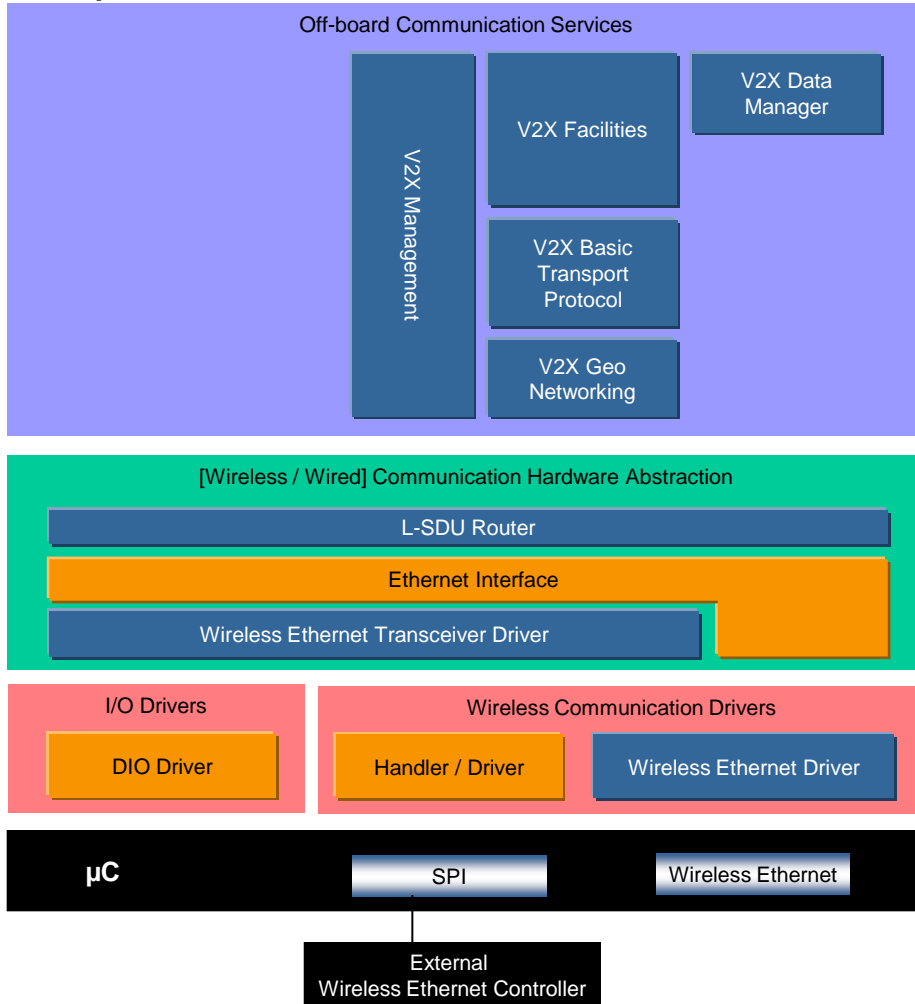 Off-board Communication Services
V2X Management
V2X Facilities
V2X Data
Manager
V2X Basic
Transport
Protocol
V2X Geo
Networking
[Wireless / Wired] Communication Hardware Abstraction
L-SDU Router
Ethernet Interface
Wireless Ethernet Transceiver Driver
I/O Drivers
DIO Driver
Wireless Communication Drivers
Handler / Driver
Wireless Ethernet Driver
µC
SPI
Wireless Ethernet
External
Wireless Ethernet Controller